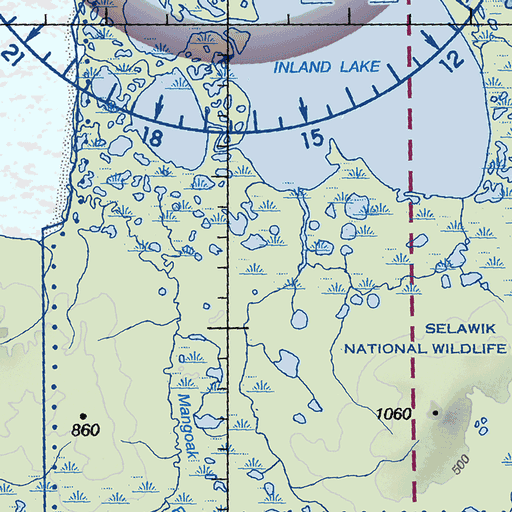 21
INLAND LAKE
12
18
15
SELAWIK
NATIONAL WILDLIFE
1060
860
Mangoak
500